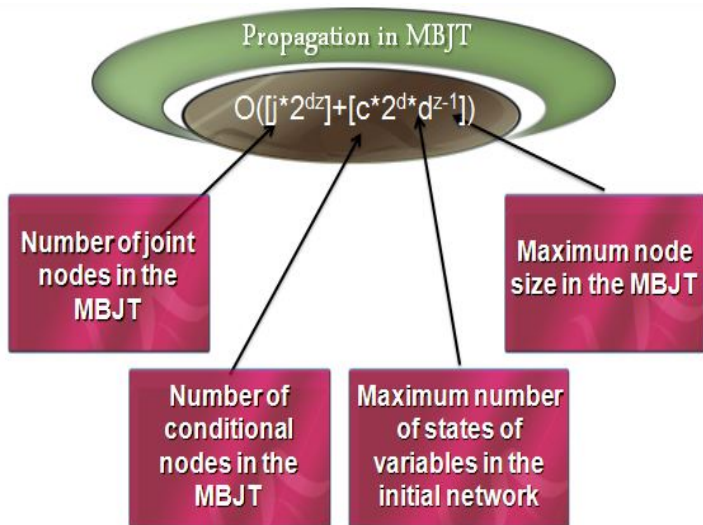 Propagation in MBJT
O([j*2^dz]+[c*2^d*d^z-1])
Number of joint
nodes in the
MBJT
Maximum node
size in the MBJT
Number of
conditional
nodes in the
MBJT
Maximum number
of states of
variables in the
initial network